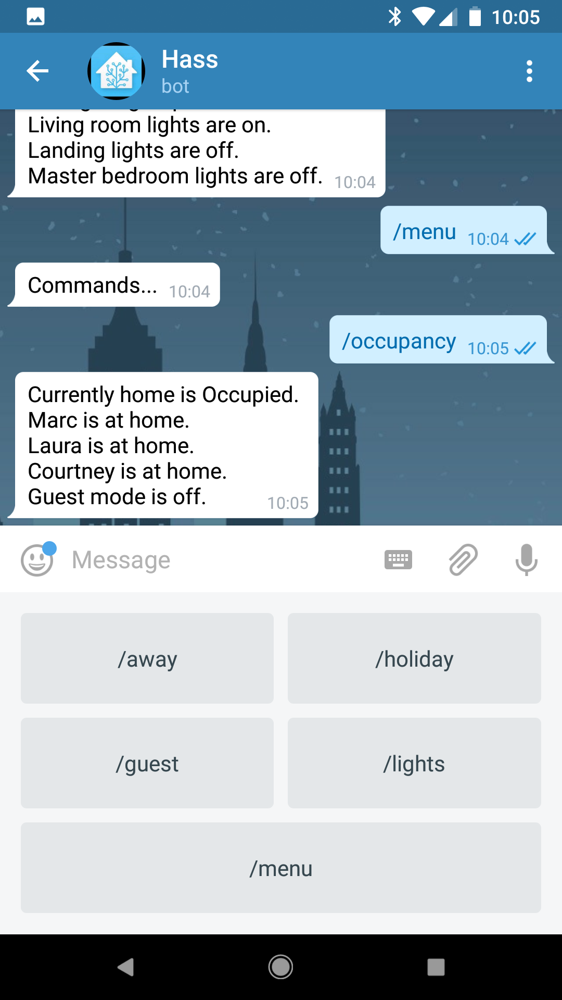 10:05
Hass
bot
Living room lights are on.
Landing lights are off.
Master bedroom lights are off. 10:04
/menu 10:04
Commands... 10:04
/occupancy 10:05
Currently home is Occupied.
Marc is at home.
Laura is at home.
Courtney is at home.
Guest mode is off. 10:05
Message
/away
/holiday
/guest
/lights
/menu